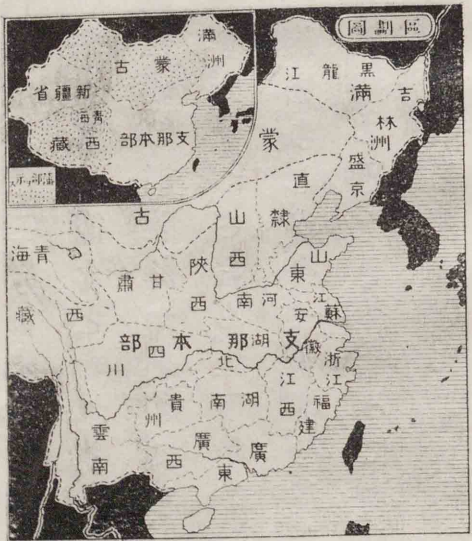 區劃圖
滿洲
蒙古
新疆省
青海
西藏
支那本部
黑龍江
吉林
滿洲
盛京
蒙古
直隸
山西
山東
陝西
甘肅
青海
西藏
河南
江蘇
安徽
支那本部
四川
湖北
浙江
江西
福建
湖南
貴州
雲南
廣西
廣東